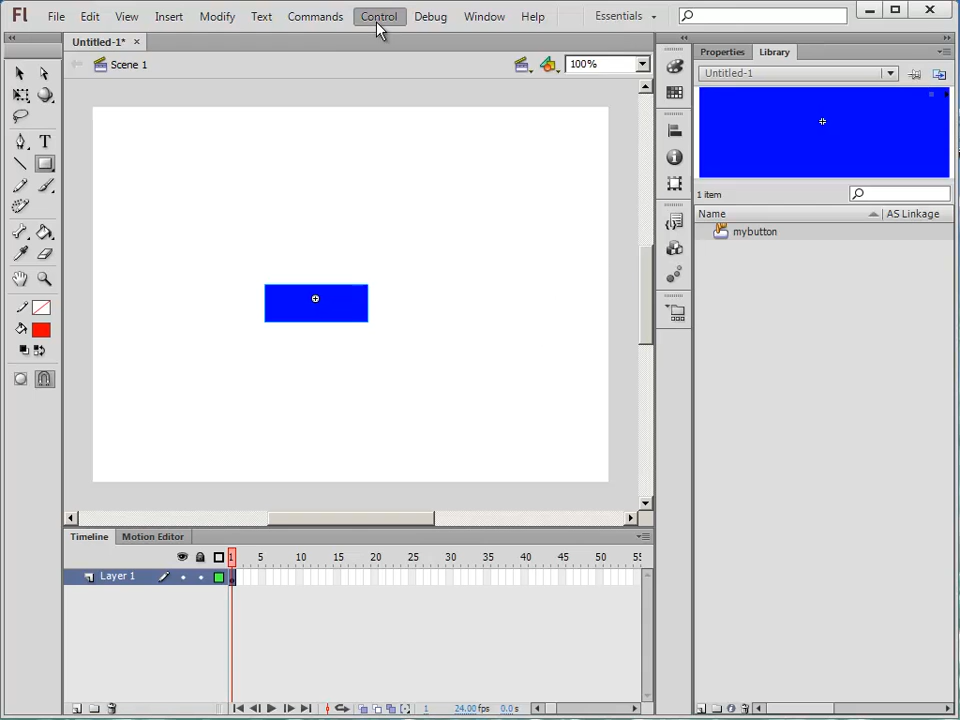 Fl File Edit View Insert Modify Text Commands Control Debug Window Help Essentials
Untitled-1*
Scene 1 100%
Properties Library
Untitled-1
1 item
Name AS Linkage
mybutton
T
Timeline Motion Editor
1 5 10 15 20 25 30 35 40 45 50 55
Layer 1
1 24.00 fps 0.0 s